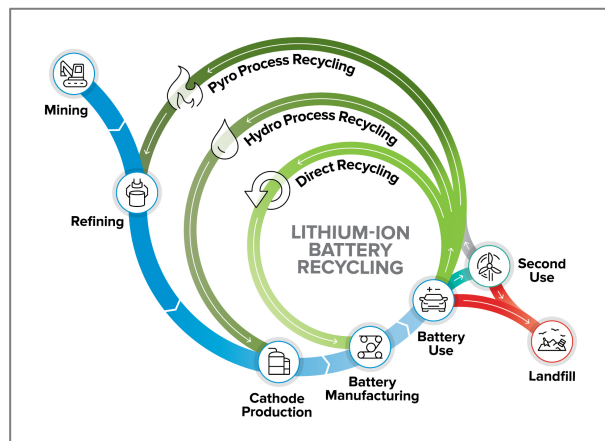 Pyro Process Recycling
Mining
Hydro Process Recycling
Direct Recycling
Refining
LITHIUM-ION
BATTERY
RECYCLING
Second
Use
Battery
Use
Landfill
Battery
Manufacturing
Cathode
Production